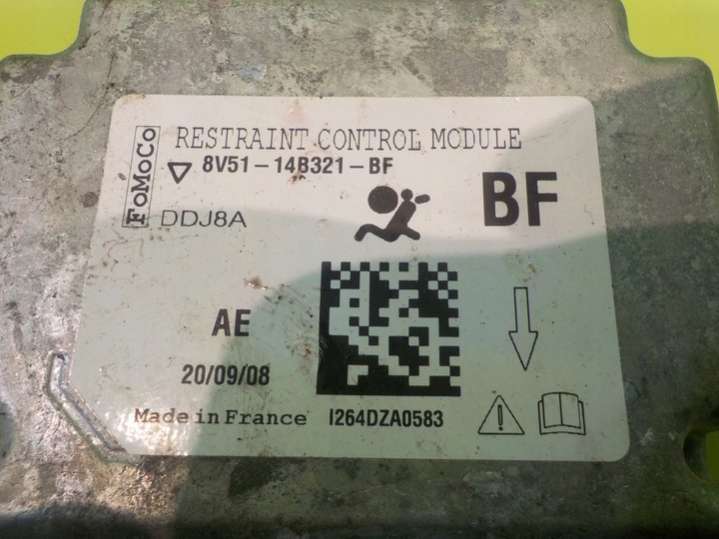 FoMoCo
RESTRAINT CONTROL MODULE
8V51-14B321-BF
BF
DDJ8A
AE
20/09/08
Made in France I264DZA0583